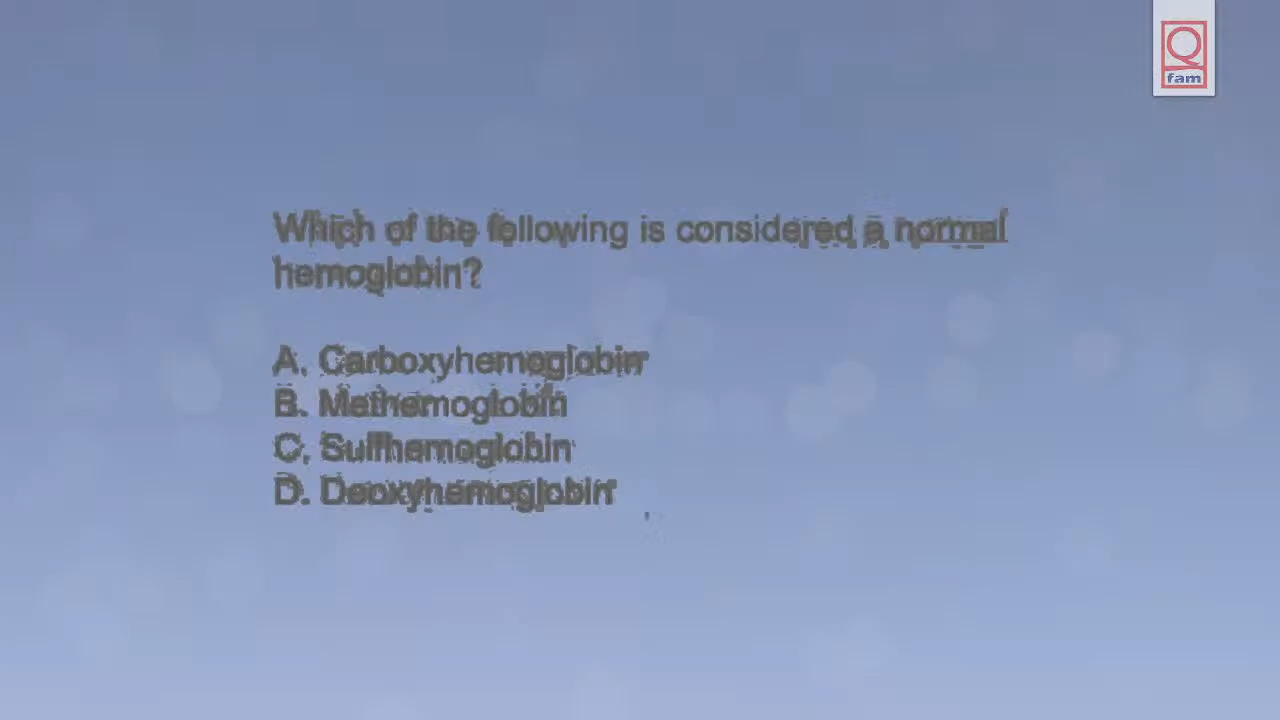 Q
fam
Which of the following is considered a normal
hemoglobin?
A. Carboxyhemoglobin
B. Methemoglobin
C. Sulfhemoglobin
D. Deoxyhemoglobin